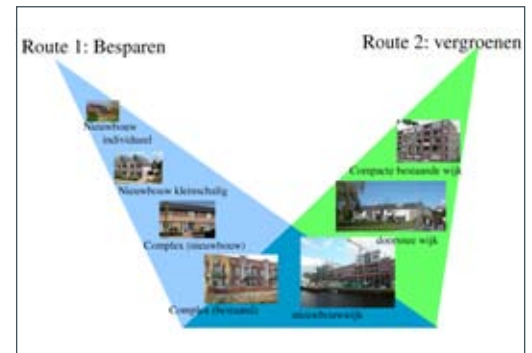 Route 1: Besparen
Route 2: vergroenen
Nieuwbouw
individueel
Nieuwbouw kleinschalig
Complex (nieuwbouw)
Complex (bestaand)
Compacte bestaande wijk
doorsnee wijk
nieuwbouwwijk